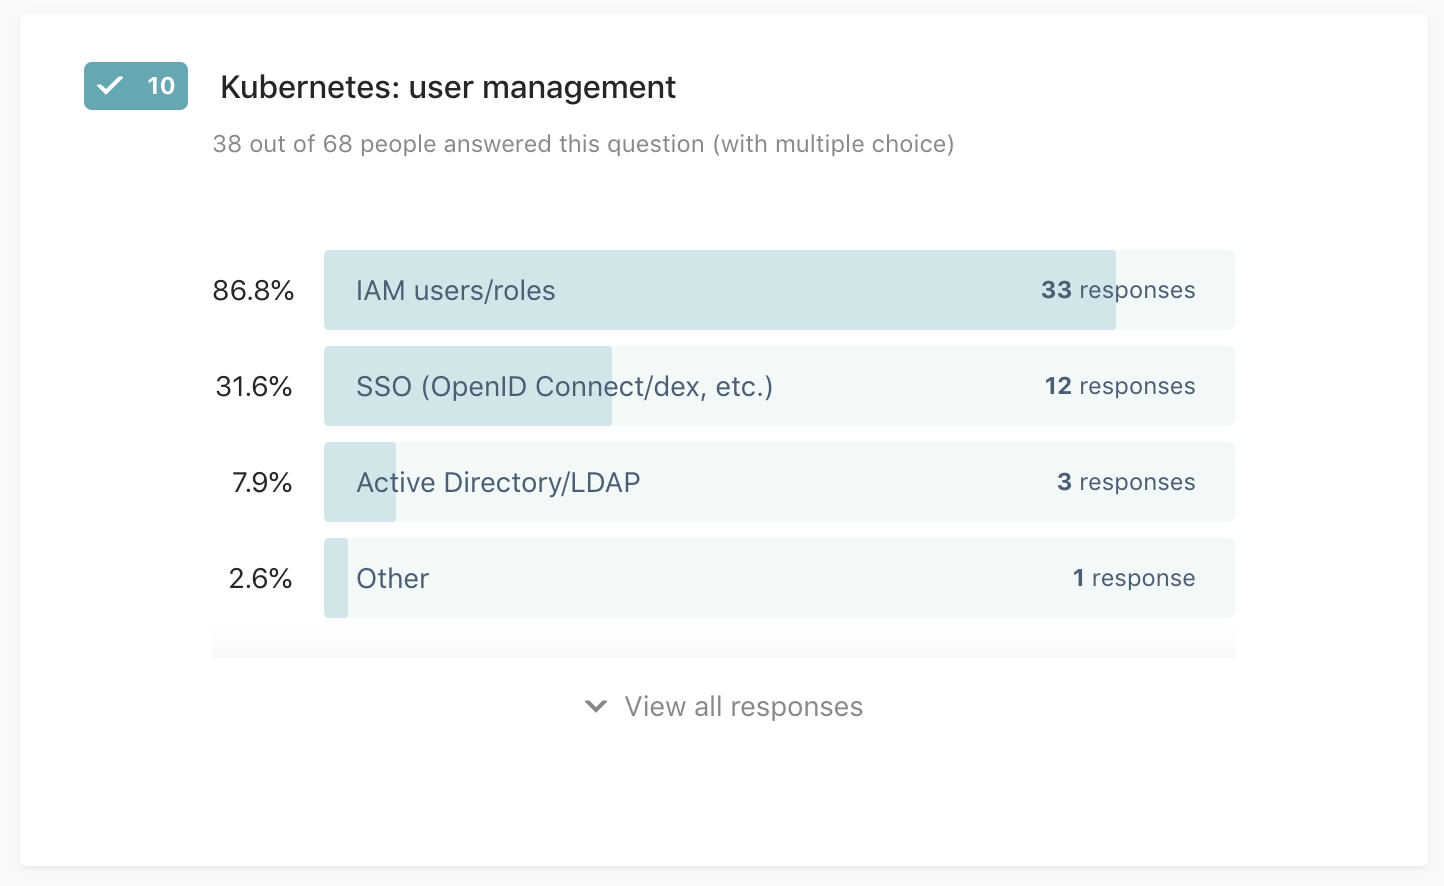 10 Kubernetes: user management
38 out of 68 people answered this question (with multiple choice)
86.8% IAM users/roles 33 responses
31.6% SSO (OpenID Connect/dex, etc.) 12 responses
7.9% Active Directory/LDAP 3 responses
2.6% Other 1 response
View all responses